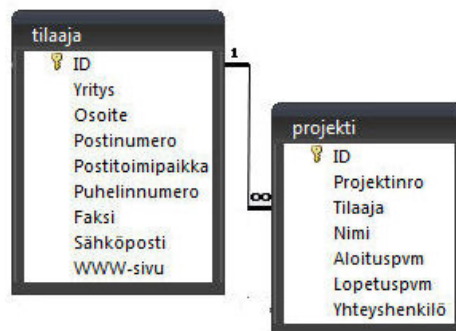 tilaaja
ID
Yritys
Osoite
Postinumero
Postitoimipaikka
Puhelinnumero
Faksi
Sähköposti
WWW-sivu
1
∞
projekti
ID
Projektinro
Tilaaja
Nimi
Aloituspvm
Lopetuspvm
Yhteyshenkilö